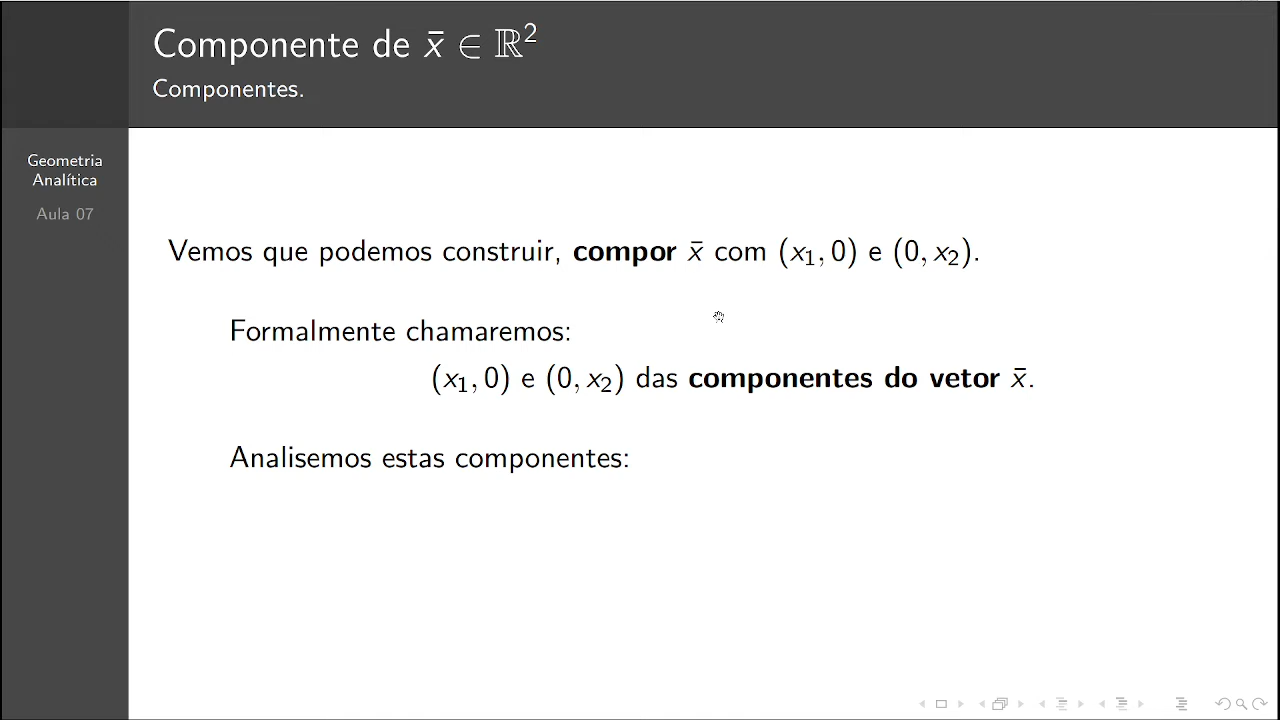 Componente de x̄ ∈ ℝ²
Componentes.
Geometria
Analítica
Aula 07
Vemos que podemos construir, compor x̄ com (x₁, 0) e (0, x₂).
Formalmente chamaremos:
(x₁, 0) e (0, x₂) das componentes do vetor x̄.
Analisemos estas componentes: